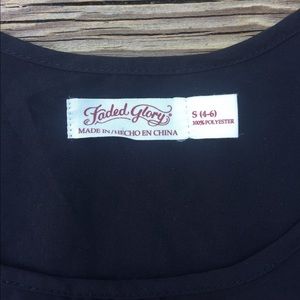 Faded Glory®
MADE IN/HECHO EN CHINA
S (4-6)
100% POLYESTER